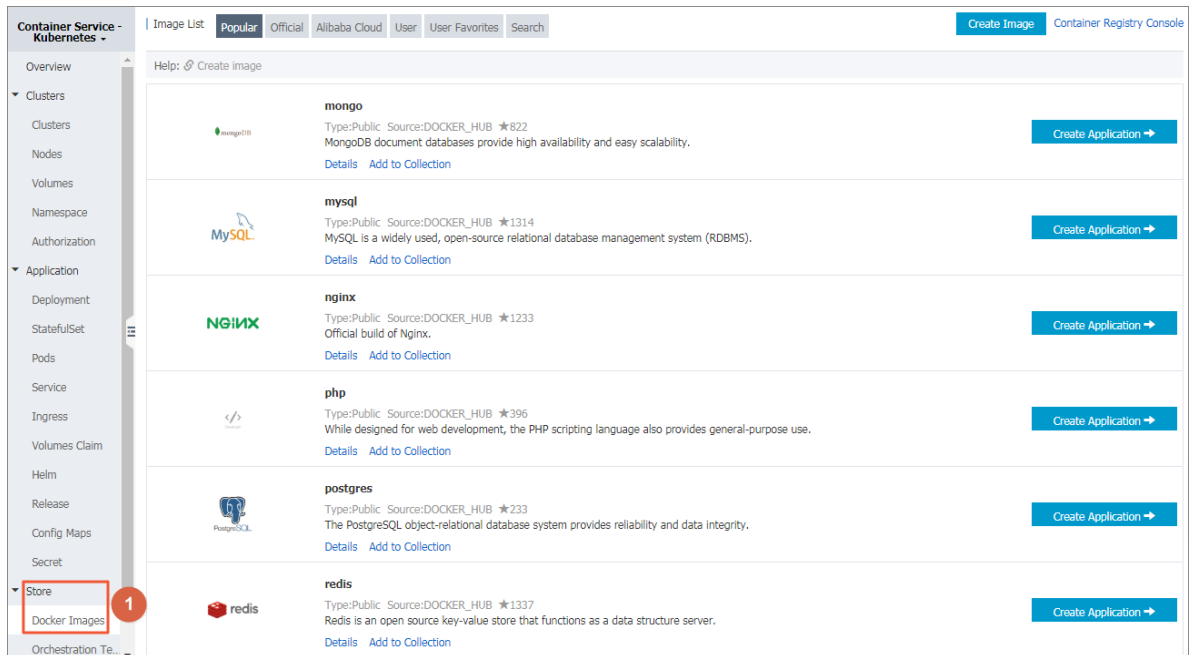 Container Service -
Kubernetes
Overview
Clusters
Clusters
Nodes
Volumes
Namespace
Authorization
Application
Deployment
StatefulSet
Pods
Service
Ingress
Volumes Claim
Helm
Release
Config Maps
Secret
Store
Docker Images
Orchestration Te...
1
Image List Popular Official Alibaba Cloud User User Favorites Search Create Image Container Registry Console
Help: Create image
mongoDB
mongo
Type:Public Source:DOCKER_HUB ★822
MongoDB document databases provide high availability and easy scalability.
Details Add to Collection
Create Application ➔
MySQL
mysql
Type:Public Source:DOCKER_HUB ★1314
MySQL is a widely used, open-source relational database management system (RDBMS).
Details Add to Collection
Create Application ➔
NGINX
nginx
Type:Public Source:DOCKER_HUB ★1233
Official build of Nginx.
Details Add to Collection
Create Application ➔
</>
php
Type:Public Source:DOCKER_HUB ★396
While designed for web development, the PHP scripting language also provides general-purpose use.
Details Add to Collection
Create Application ➔
PostgreSQL
postgres
Type:Public Source:DOCKER_HUB ★233
The PostgreSQL object-relational database system provides reliability and data integrity.
Details Add to Collection
Create Application ➔
redis
redis
Type:Public Source:DOCKER_HUB ★1337
Redis is an open source key-value store that functions as a data structure server.
Details Add to Collection
Create Application ➔